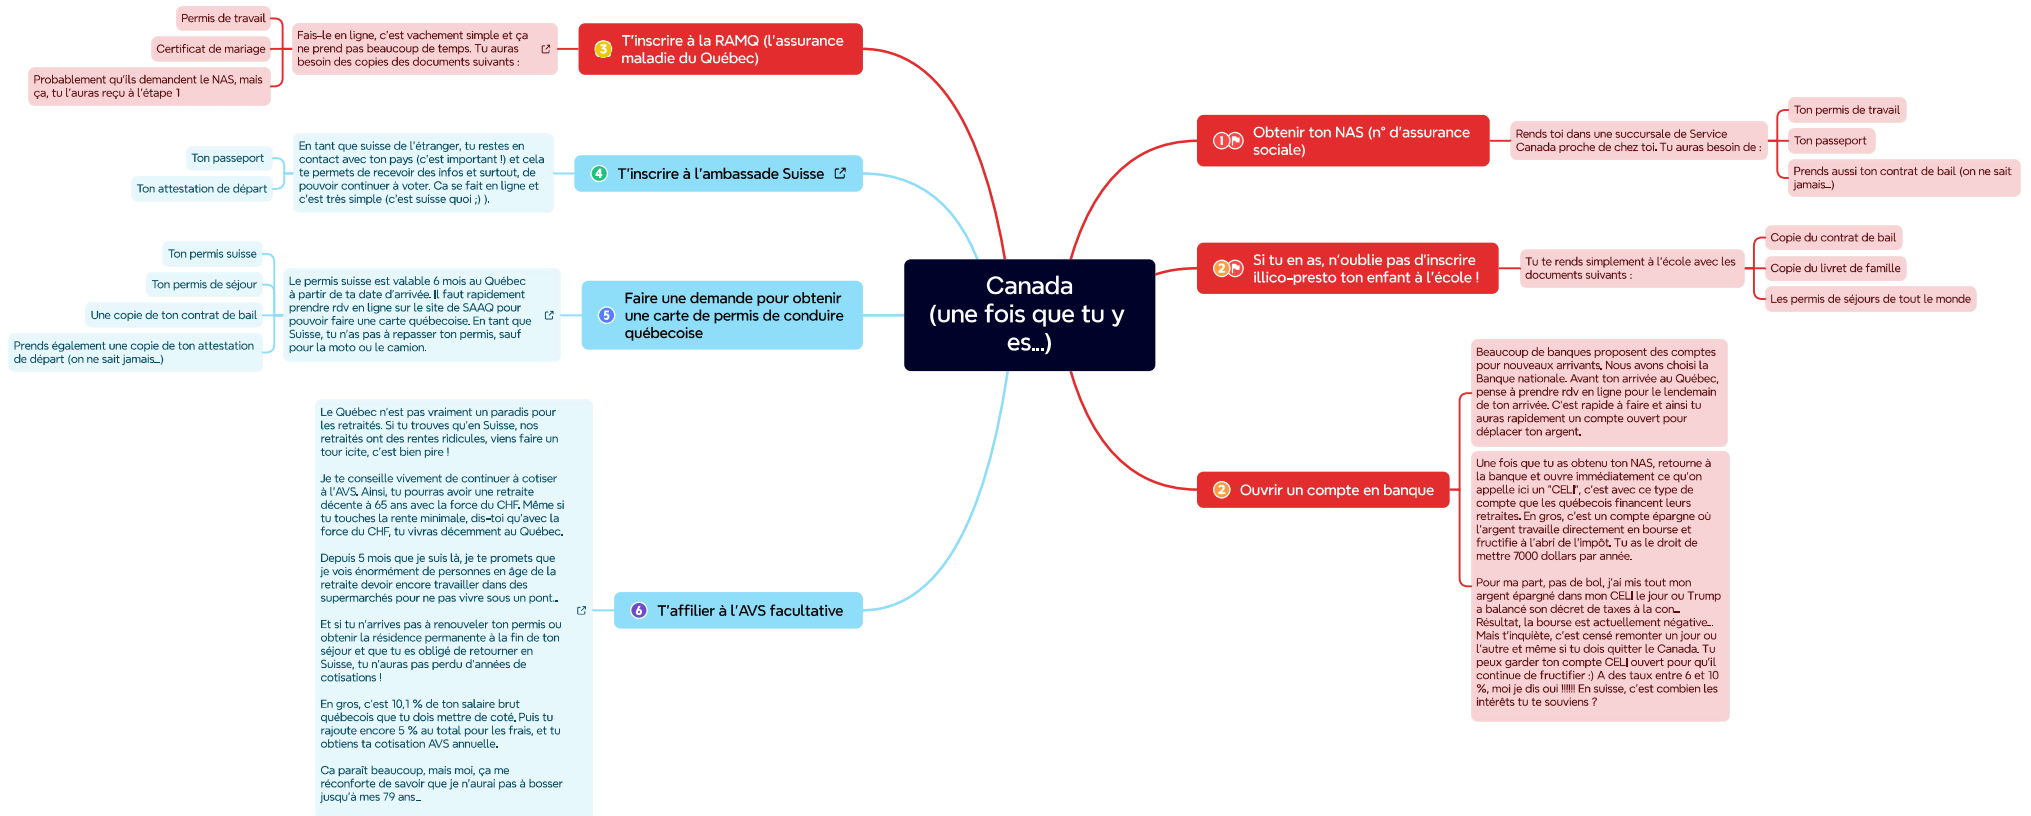 Canada
(une fois que tu y
es...)
1
Obtenir ton NAS (n° d'assurance
sociale)
Rends toi dans une succursale de Service
Canada proche de chez toi. Tu auras besoin de :
Ton permis de travail
Ton passeport
Prends aussi ton contrat de bail (on ne sait
jamais...)
2
Si tu en as, n'oublie pas d'inscrire
illico-presto ton enfant à l'école !
Tu te rends simplement à l'école avec les
documents suivants :
Copie du contrat de bail
Copie du livret de famille
Les permis de séjours de tout le monde
2
Ouvrir un compte en banque
Beaucoup de banques proposent des comptes
pour nouveaux arrivants. Nous avons choisi la
Banque nationale. Avant ton arrivée au Québec,
pense à prendre rdv en ligne pour le lendemain
de ton arrivée. C'est rapide à faire et ainsi tu
auras rapidement un compte ouvert pour
déplacer ton argent.
Une fois que tu as obtenu ton NAS, retourne à
la banque et ouvre immédiatement ce qu'on
appelle ici un "CELI", c'est avec ce type de
compte que les québecois financent leurs
retraites. En gros, c'est un compte épargne où
l'argent travaille directement en bourse et
fructifie à l'abri de l'impôt. Tu as le droit de
mettre 7000 dollars par année.
Pour ma part, pas de bol, j'ai mis tout mon
argent épargné dans mon CELI le jour ou Trump
a balancé son décret de taxes à la con...
Résultat, la bourse est actuellement négative...
Mais t'inquiète, c'est censé remonter un jour ou
l'autre et même si tu dois quitter le Canada. Tu
peux garder ton compte CELI ouvert pour qu'il
continue de fructifier :) A des taux entre 6 et 10
%, moi je dis oui !!!!!! En suisse, c'est combien les
intérêts tu te souviens ?
3
T'inscrire à la RAMQ (l'assurance
maladie du Québec)
Fais-le en ligne, c'est vachement simple et ça
ne prend pas beaucoup de temps. Tu auras
besoin des copies des documents suivants :
Permis de travail
Certificat de mariage
Probablement qu'ils demandent le NAS, mais
ça, tu l'auras reçu à l'étape 1
4
T'inscrire à l'ambassade Suisse
En tant que suisse de l'étranger, tu restes en
contact avec ton pays (c'est important !) et cela
te permets de recevoir des infos et surtout, de
pouvoir continuer à voter. Ca se fait en ligne et
c'est très simple (c'est suisse quoi ;) ).
Ton passeport
Ton attestation de départ
5
Faire une demande pour obtenir
une carte de permis de conduire
québecoise
Le permis suisse est valable 6 mois au Québec
à partir de ta date d'arrivée. Il faut rapidement
prendre rdv en ligne sur le site de SAAQ pour
pouvoir faire une carte québecoise. En tant que
Suisse, tu n'as pas à repasser ton permis, sauf
pour la moto ou le camion.
Ton permis suisse
Ton permis de séjour
Une copie de ton contrat de bail
Prends également une copie de ton attestation
de départ (on ne sait jamais...)
6
T'affilier à l'AVS facultative
Le Québec n'est pas vraiment un paradis pour
les retraités. Si tu trouves qu'en Suisse, nos
retraités ont des rentes ridicules, viens faire un
tour icite, c'est bien pire !
Je te conseille vivement de continuer à cotiser
à l'AVS. Ainsi, tu pourras avoir une retraite
décente à 65 ans avec la force du CHF. Même si
tu touches la rente minimale, dis-toi qu'avec la
force du CHF, tu vivras décemment au Québec.
Depuis 5 mois que je suis là, je te promets que
je vois énormément de personnes en âge de la
retraite devoir encore travailler dans des
supermarchés pour ne pas vivre sous un pont...
Et si tu n'arrives pas à renouveler ton permis ou
obtenir la résidence permanente à la fin de ton
séjour et que tu es obligé de retourner en
Suisse, tu n'auras pas perdu d'années de
cotisations !
En gros, c'est 10,1 % de ton salaire brut
québecois que tu dois mettre de coté. Puis tu
rajoute encore 5 % au total pour les frais, et tu
obtiens ta cotisation AVS annuelle.
Ca paraît beaucoup, mais moi, ça me
réconforte de savoir que je n'aurai pas à bosser
jusqu'à mes 79 ans...